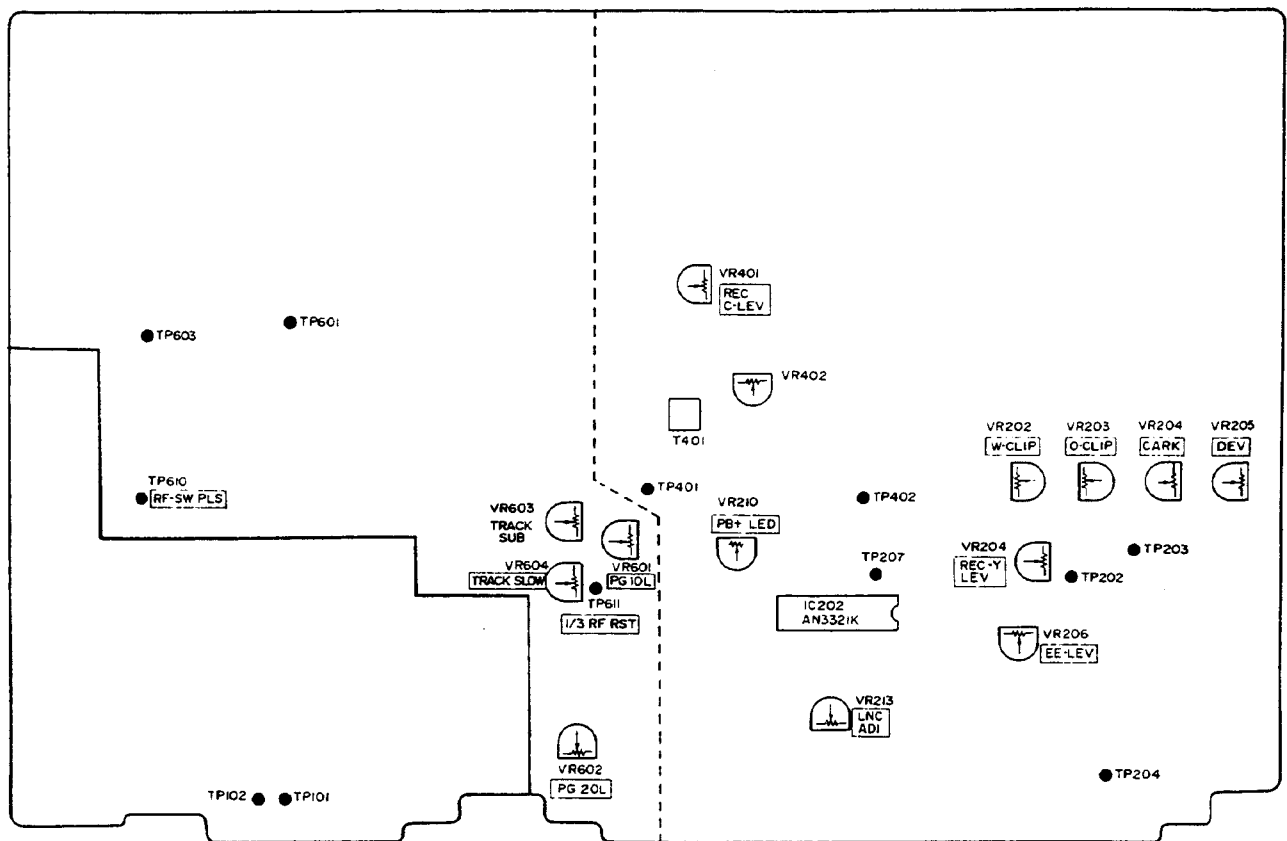 VR401
REC
C-LEV
TP603
TP601
VR402
T401
VR202
W-CLIP
VR203
O-CLIP
VR204
CARK
VR205
DEV
TP610
RF-SW PLS
TP401
TP402
VR603
TRACK
SUB
VR210
PB+ LED
VR601
PG 10L
VR604
TRACK SLOW
TP611
1/3 RF RST
TP207
VR204
REC-Y
LEV
TP202
TP203
IC202
AN3321K
VR206
EE-LEV
VR213
LNC
ADI
VR602
PG 20L
TP204
TP102
TP101